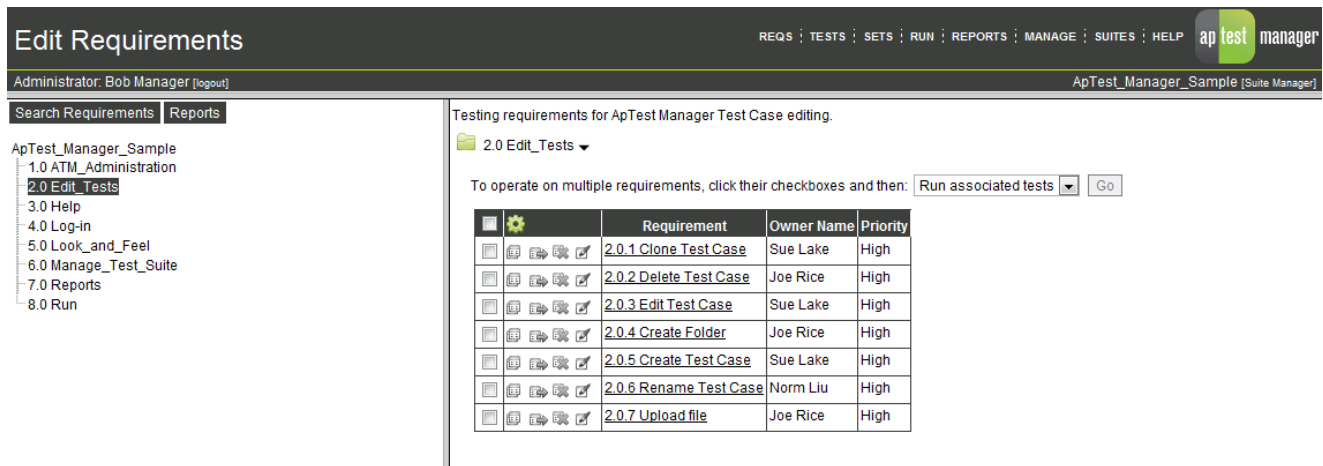 Edit Requirements
REQS TESTS SETS RUN REPORTS MANAGE SUITES HELP
ap test manager
Administrator: Bob Manager [logout]
ApTest_Manager_Sample [Suite Manager]
Search Requirements Reports
ApTest_Manager_Sample
1.0 ATM_Administration
2.0 Edit_Tests
3.0 Help
4.0 Log-in
5.0 Look_and_Feel
6.0 Manage_Test_Suite
7.0 Reports
8.0 Run
Testing requirements for ApTest Manager Test Case editing.
2.0 Edit_Tests
To operate on multiple requirements, click their checkboxes and then: Run associated tests Go
Requirement Owner Name Priority
2.0.1 Clone Test Case Sue Lake High
2.0.2 Delete Test Case Joe Rice High
2.0.3 Edit Test Case Sue Lake High
2.0.4 Create Folder Joe Rice High
2.0.5 Create Test Case Sue Lake High
2.0.6 Rename Test Case Norm Liu High
2.0.7 Upload file Joe Rice High